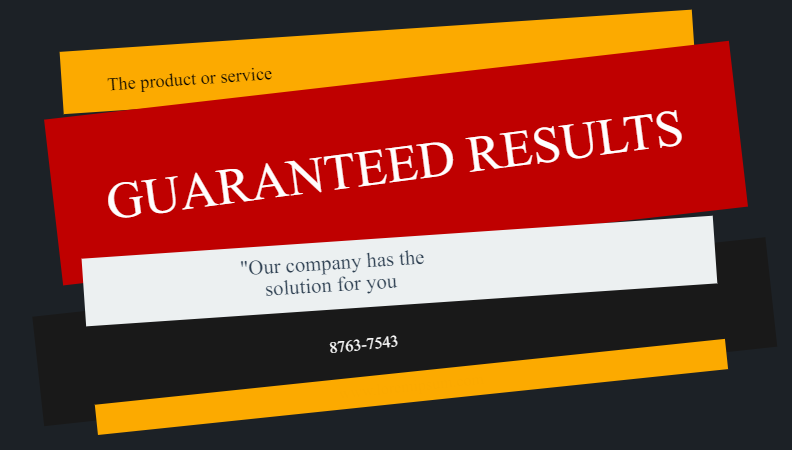 The product or service
GUARANTEED RESULTS
"Our company has the
solution for you
8763-7543